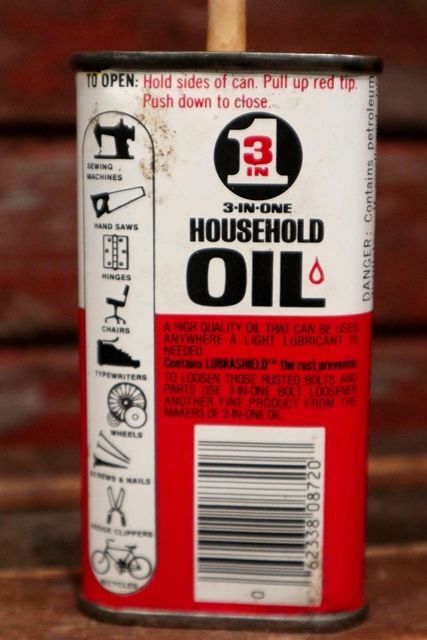 TO OPEN: Hold sides of can. Pull up red tip.
Push down to close.
3
IN
1
3-IN-ONE
HOUSEHOLD
OIL
SEWING
MACHINES
HAND SAWS
HINGES
CHAIRS
TYPEWRITERS
WHEELS
SCREWS & NAILS
HEDGE CLIPPERS
BICYCLES
A HIGH QUALITY OIL THAT CAN BE USED
ANYWHERE A LIGHT LUBRICANT IS
NEEDED.
Contains LUBRASHIELD™ the rust preventer
TO LOOSEN THOSE RUSTED BOLTS AND
PARTS USE 3-IN-ONE BOLT LOOSENER
ANOTHER FINE PRODUCT FROM THE
MAKERS OF 3-IN-ONE OIL.
DANGER: Contains petroleum
62338 08720
0